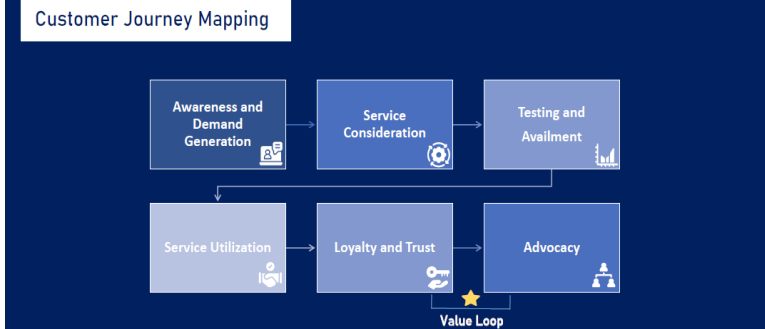 Customer Journey Mapping
Awareness and
Demand
Generation
Service
Consideration
Testing and
Availment
Service Utilization
Loyalty and Trust
Advocacy
Value Loop